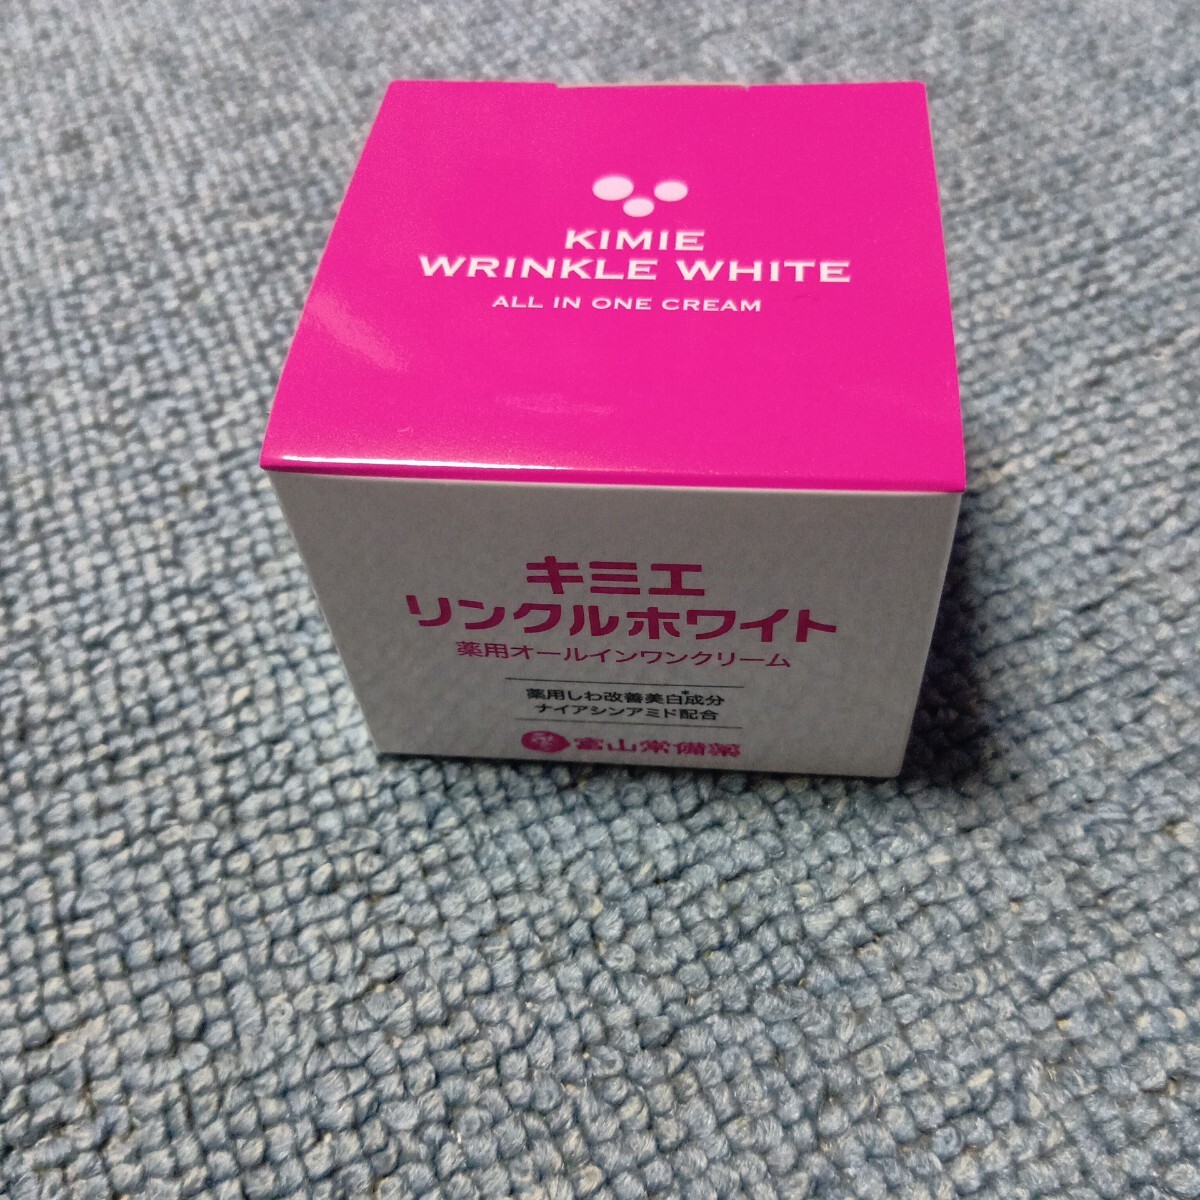 KIMIE
WRINKLE WHITE
ALL IN ONE CREAM
キミエ
リンクルホワイト
薬用オールインワンクリーム
薬用しわ改善美白*成分
ナイアシンアミド配合
富山常備薬